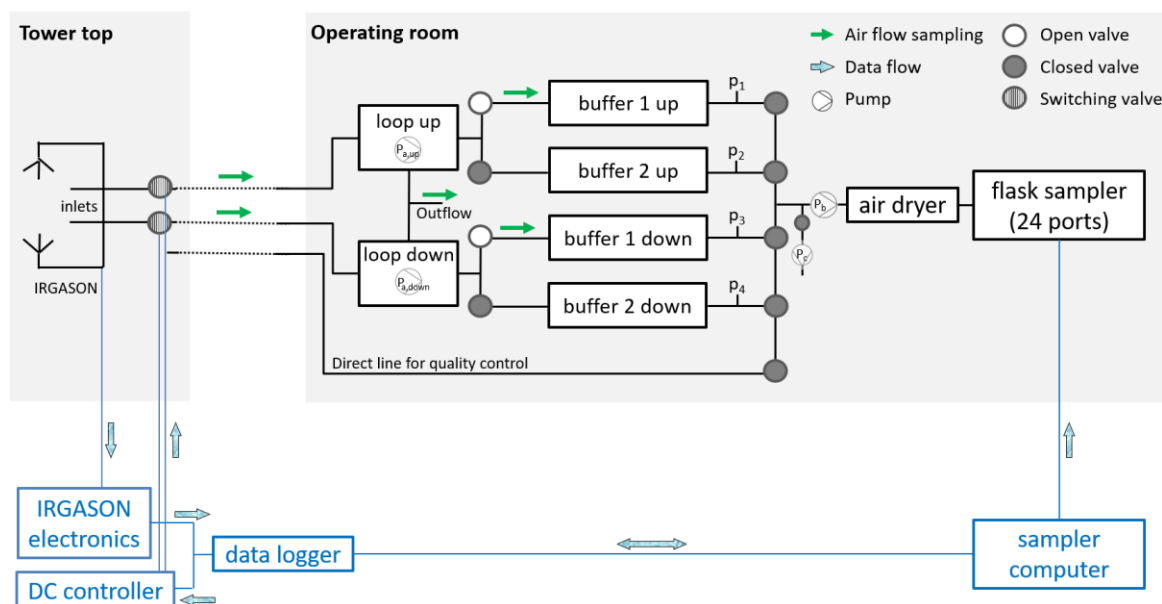 Tower top
Operating room
Air flow sampling
Open valve
Data flow
Closed valve
Pump
Switching valve
inlets
IRGASON
loop up
Pa,up
Outflow
loop down
Pa,down
buffer 1 up
p1
buffer 2 up
p2
buffer 1 down
p3
buffer 2 down
p4
Pb
Pc
air dryer
flask sampler
(24 ports)
Direct line for quality control
IRGASON
electronics
data logger
DC controller
sampler
computer